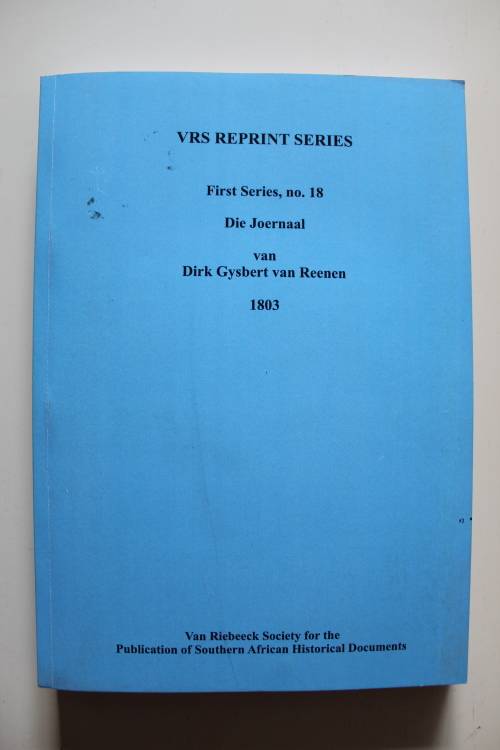 VRS REPRINT SERIES
First Series, no. 18
Die Joernaal
van
Dirk Gysbert van Reenen
1803
Van Riebeeck Society for the
Publication of Southern African Historical Documents